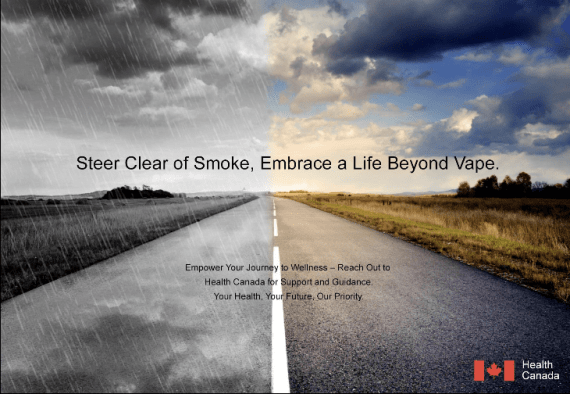 Steer Clear of Smoke, Embrace a Life Beyond Vape.
Empower Your Journey to Wellness – Reach Out to
Health Canada for Support and Guidance.
Your Health, Your Future, Our Priority.
Health
Canada